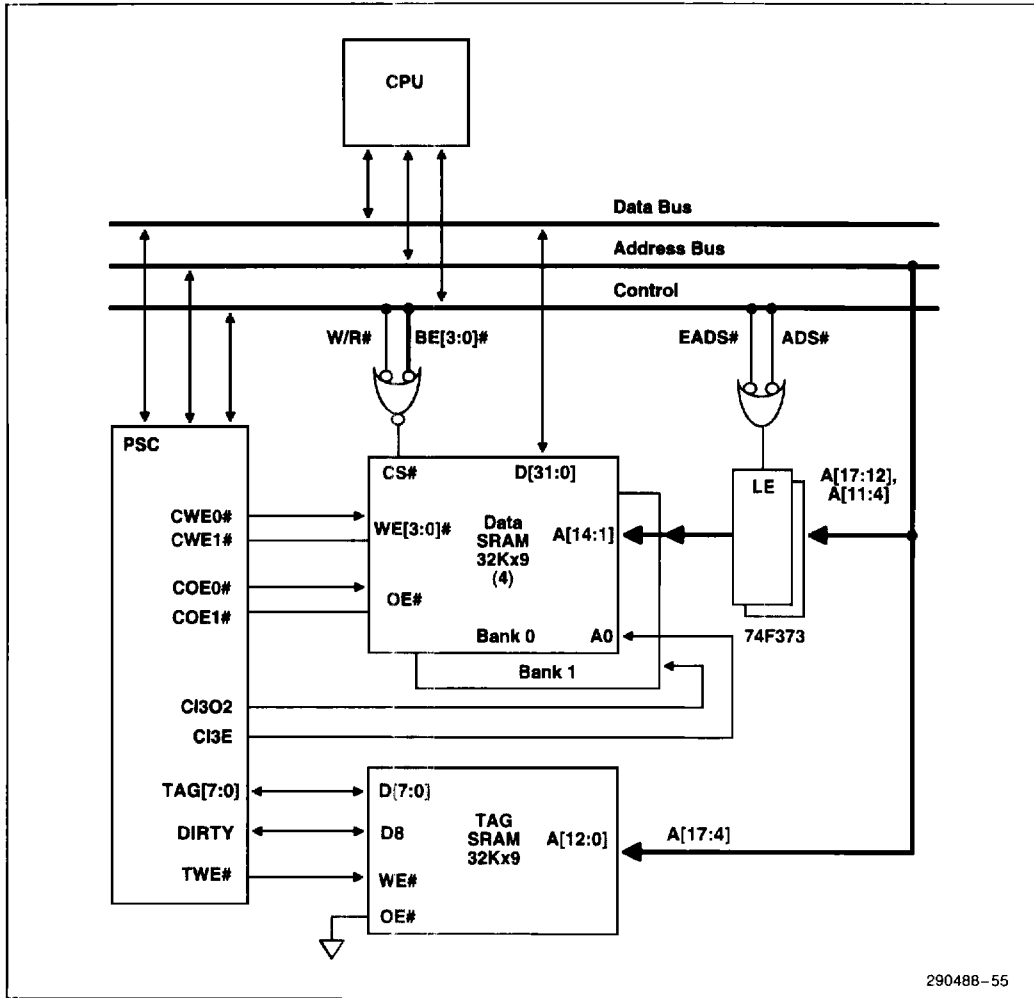 CPU
Data Bus
Address Bus
Control
W/R#
BE[3:0]#
EADS#
ADS#
PSC
CS#
D[31:0]
LE
A[17:12],
A[11:4]
CWE0#
CWE1#
WE[3:0]#
Data
SRAM
32Kx9
(4)
A[14:1]
COE0#
COE1#
OE#
74F373
Bank 0
A0
Bank 1
CI3O2
CI3E
TAG[7:0]
D[7:0]
TAG
SRAM
32Kx9
A[12:0]
A[17:4]
DIRTY
D8
TWE#
WE#
OE#
290488-55